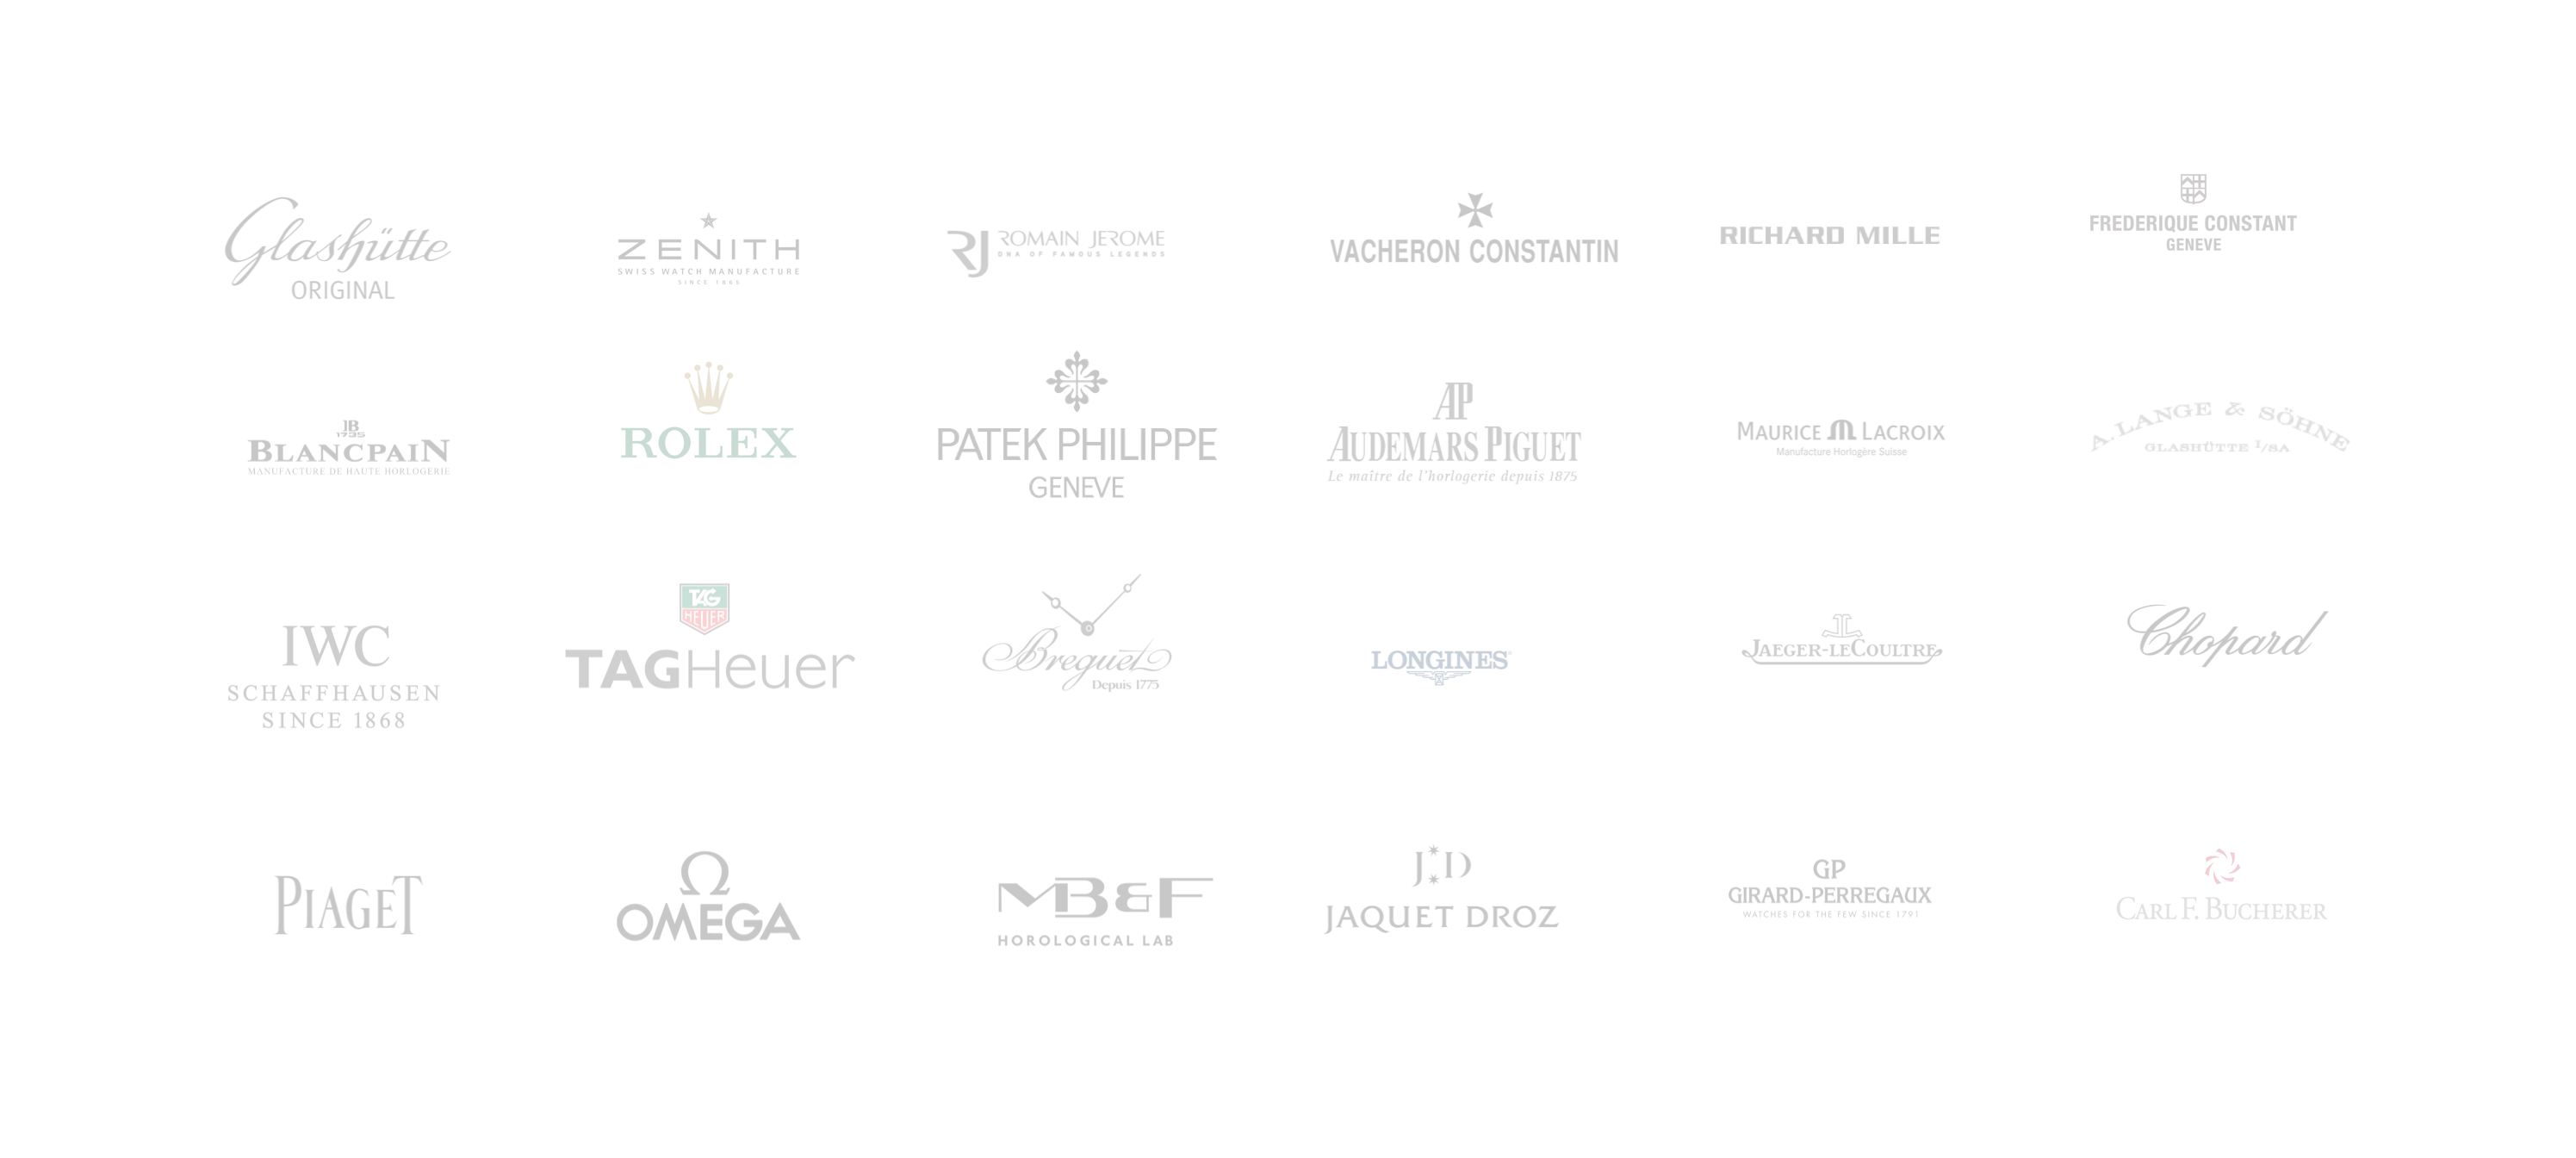 Glashütte
ORIGINAL
ZENITH
SWISS WATCH MANUFACTURE
SINCE 1865
RJ ROMAIN JEROME
DNA OF FAMOUS LEGENDS
VACHERON CONSTANTIN
RICHARD MILLE
FREDERIQUE CONSTANT
GENEVE
JB
1735
BLANCPAIN
MANUFACTURE DE HAUTE HORLOGERIE
ROLEX
PATEK PHILIPPE
GENEVE
AP
AUDEMARS PIGUET
Le maître de l'horlogerie depuis 1875
MAURICE LACROIX
Manufacture Horlogère Suisse
A. LANGE & SÖHNE
GLASHÜTTE I/SA
IWC
SCHAFFHAUSEN
SINCE 1868
TAG
HEUER
TAGHeuer
Breguet
Depuis 1775
LONGINES®
JL
JAEGER-LECOULTRE
Chopard
PIAGET
Ω
OMEGA
MB&F
HOROLOGICAL LAB
JD
JAQUET DROZ
GP
GIRARD-PERREGAUX
WATCHES FOR THE FEW SINCE 1791
CARL F. BUCHERER